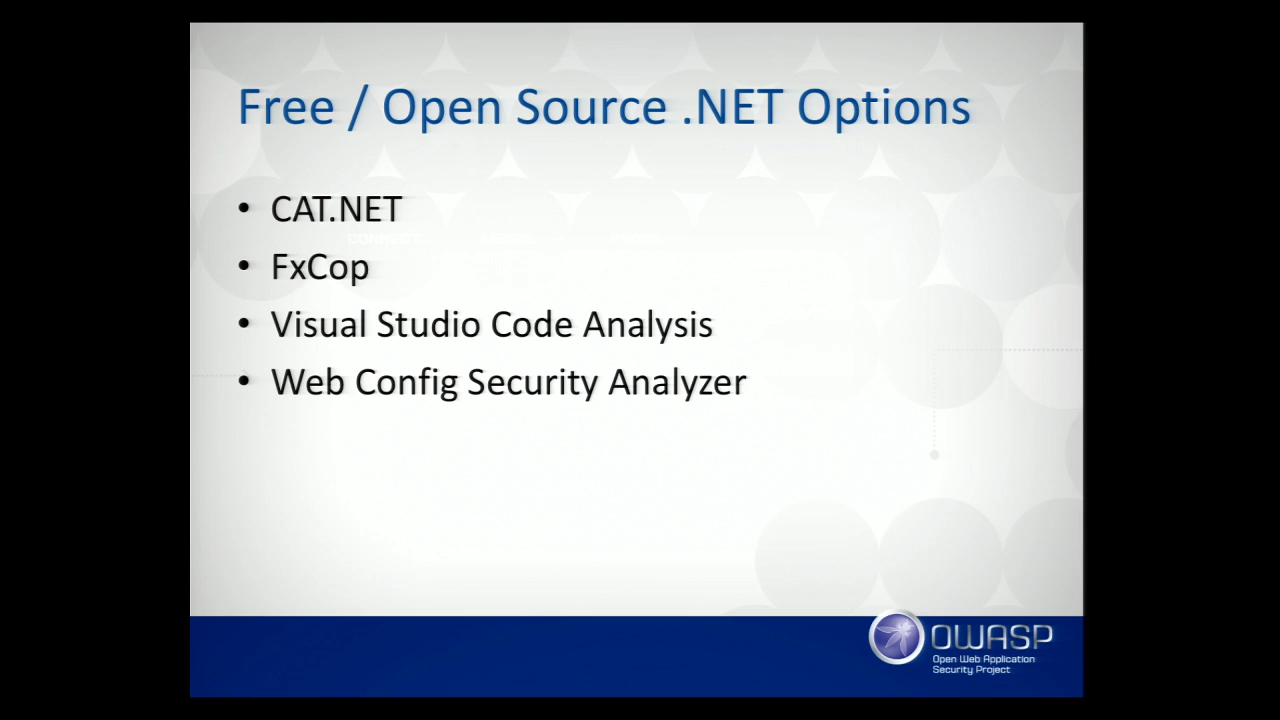 Free / Open Source .NET Options
• CAT.NET
• FxCop
• Visual Studio Code Analysis
• Web Config Security Analyzer
OWASP
Open Web Application
Security Project